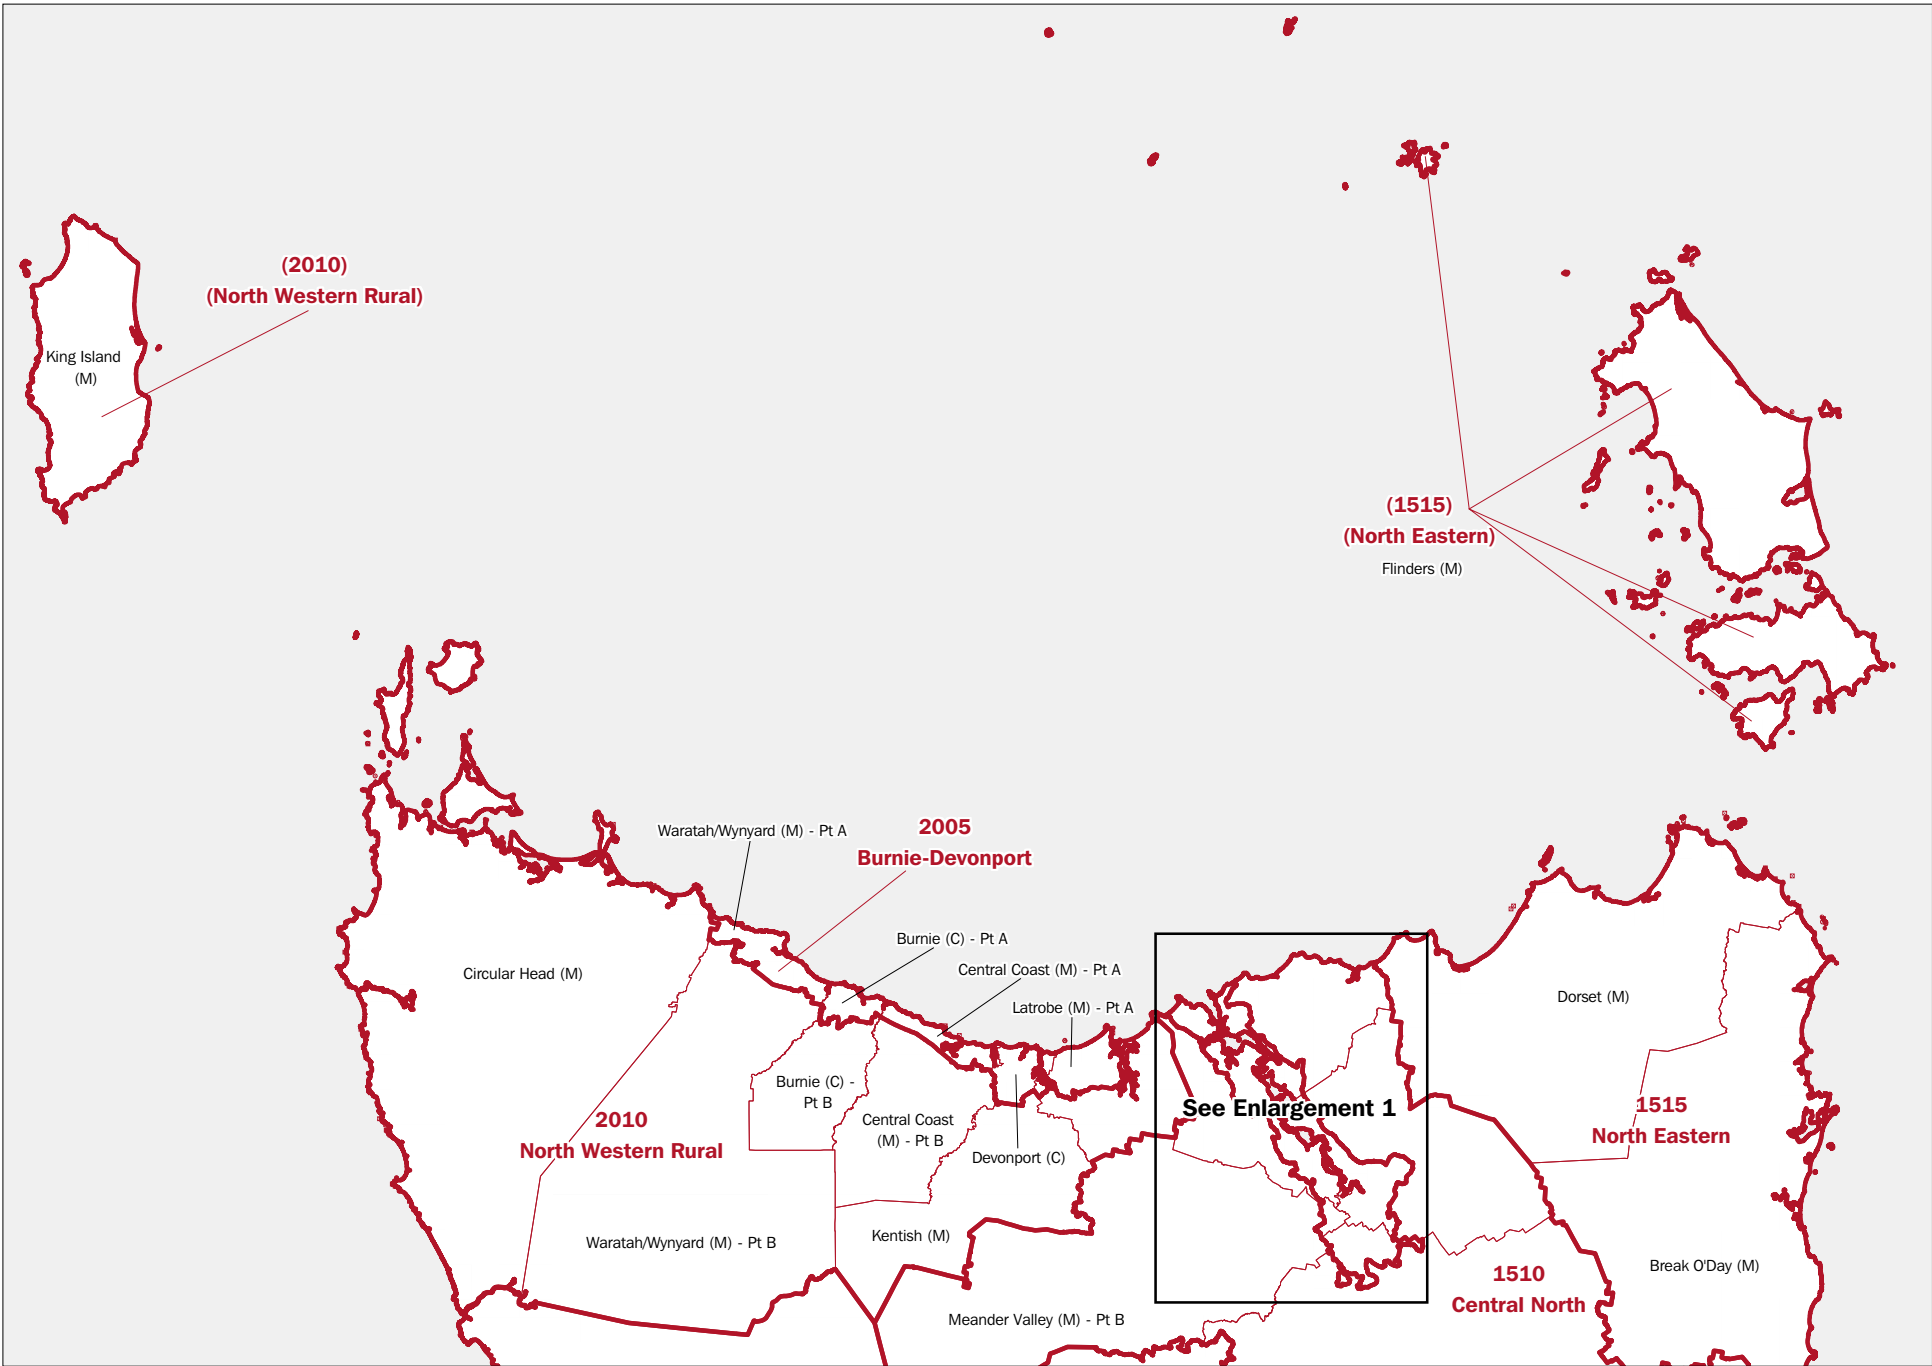 (2010)
(North Western Rural)
King Island
(M)
(1515)
(North Eastern)
Flinders (M)
Waratah/Wynyard (M) - Pt A
2005
Burnie-Devonport
Burnie (C) - Pt A
Central Coast (M) - Pt A
Latrobe (M) - Pt A
Circular Head (M)
Dorset (M)
Burnie (C) -
Pt B
Central Coast
(M) - Pt B
Devonport (C)
See Enlargement 1
1515
North Eastern
2010
North Western Rural
Waratah/Wynyard (M) - Pt B
Kentish (M)
Break O'Day (M)
1510
Central North
Meander Valley (M) - Pt B